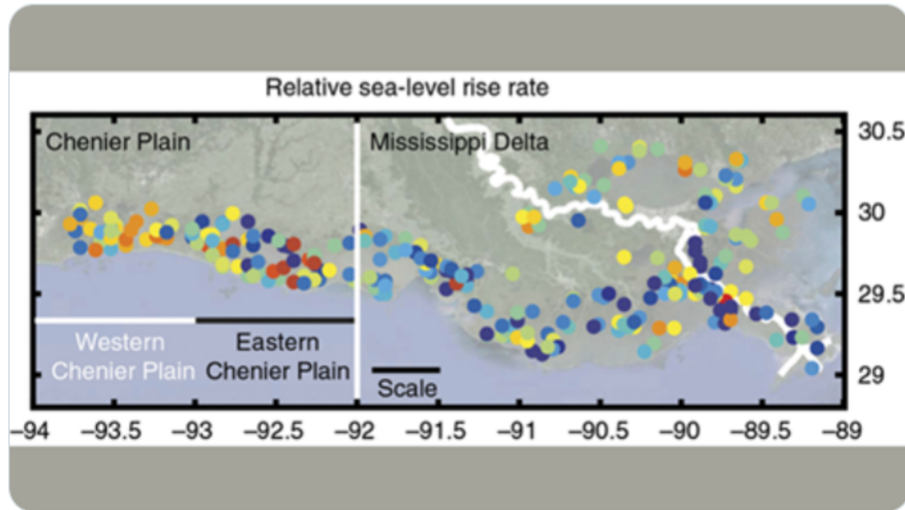 Relative sea-level rise rate
Chenier Plain
Mississippi Delta
30.5
30
29.5
29
Western
Chenier Plain
Eastern
Chenier Plain
Scale
–94 –93.5 –93 –92.5 –92 –91.5 –91 –90.5 –90 –89.5 –89